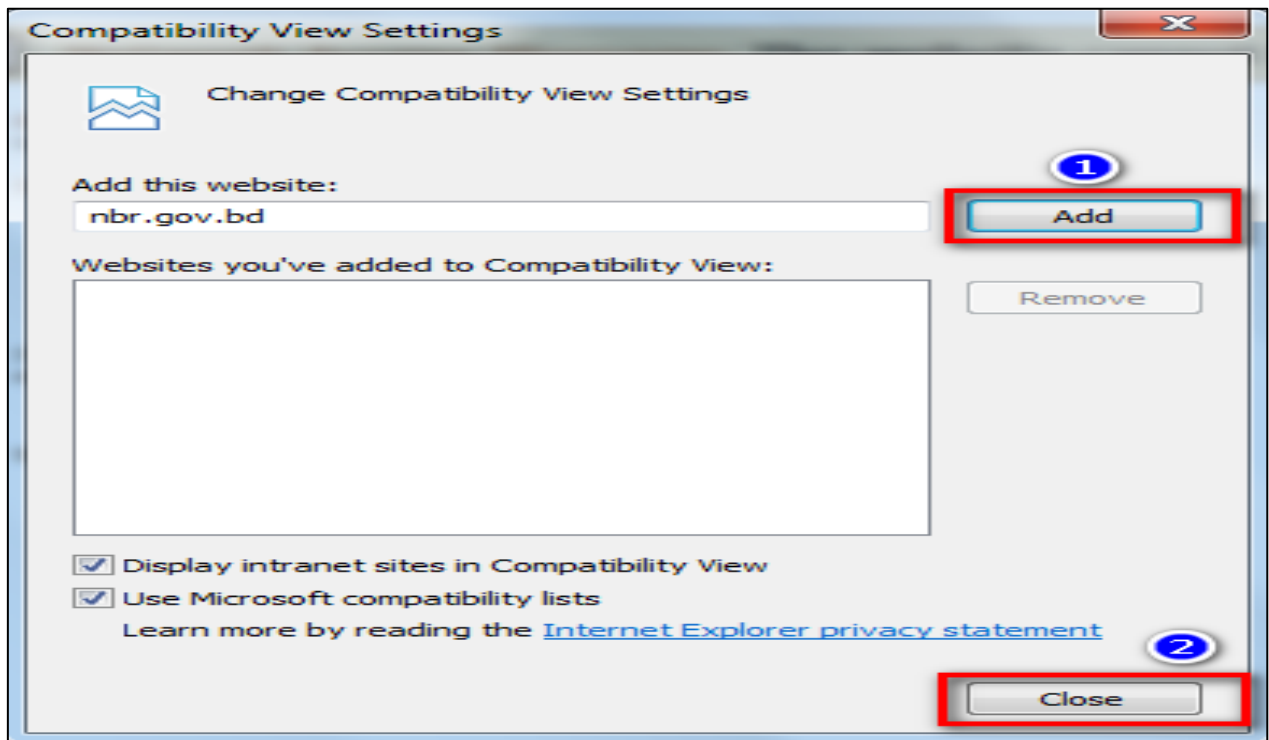 Compatibility View Settings
Change Compatibility View Settings
1
Add this website:
nbr.gov.bd
Add
Websites you've added to Compatibility View:
Remove
Display intranet sites in Compatibility View
Use Microsoft compatibility lists
Learn more by reading the Internet Explorer privacy statement
2
Close